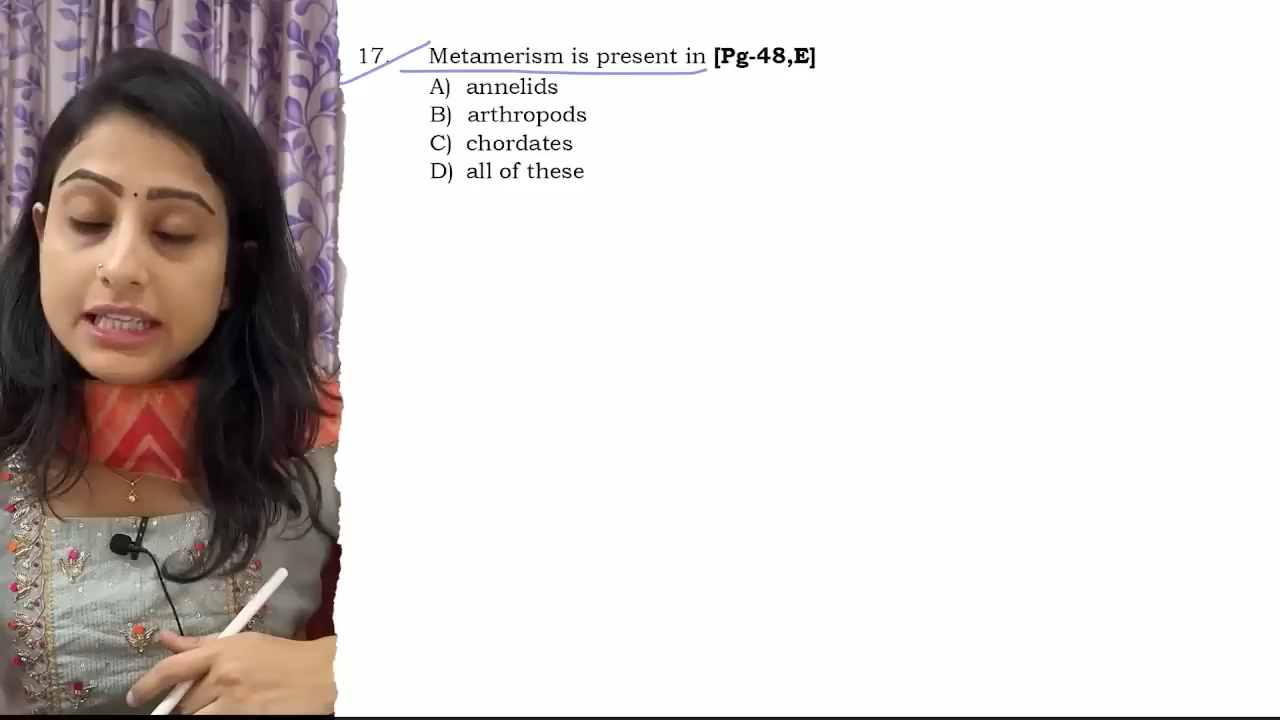 17. Metamerism is present in [Pg-48,E]
A) annelids
B) arthropods
C) chordates
D) all of these